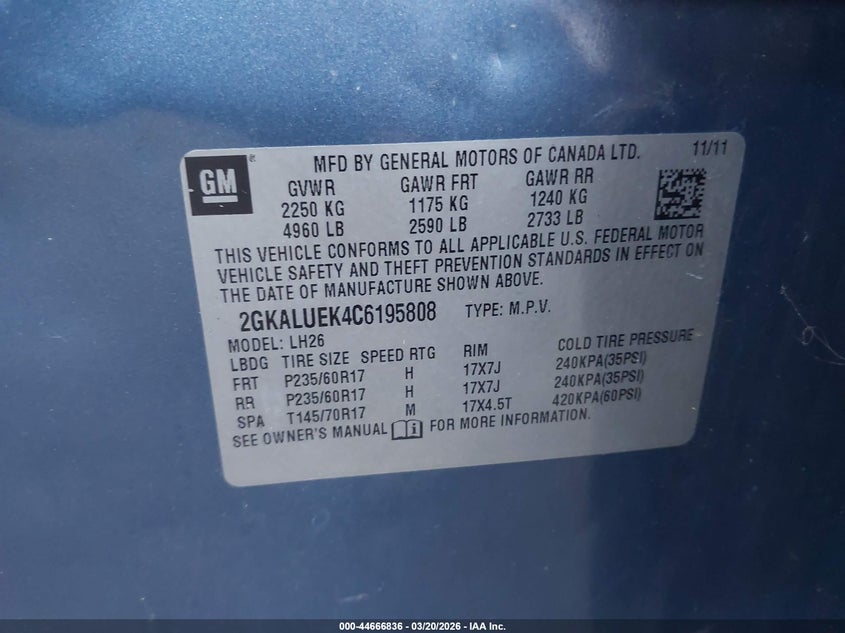 GM
MFD BY GENERAL MOTORS OF CANADA LTD. 11/11
GVWR GAWR FRT GAWR RR
2250 KG 1175 KG 1240 KG
4960 LB 2590 LB 2733 LB
THIS VEHICLE CONFORMS TO ALL APPLICABLE U.S. FEDERAL MOTOR
VEHICLE SAFETY AND THEFT PREVENTION STANDARDS IN EFFECT ON
THE DATE OF MANUFACTURE SHOWN ABOVE.
2GKALUEK4C6195808 TYPE: M.P.V.
MODEL: LH26
LBDG TIRE SIZE SPEED RTG RIM COLD TIRE PRESSURE
FRT P235/60R17 H 17X7J 240KPA(35PSI)
RR P235/60R17 H 17X7J 240KPA(35PSI)
SPA T145/70R17 M 17X4.5T 420KPA(60PSI)
SEE OWNER'S MANUAL FOR MORE INFORMATION.
000-44666836 - 03/20/2026 - IAA Inc.